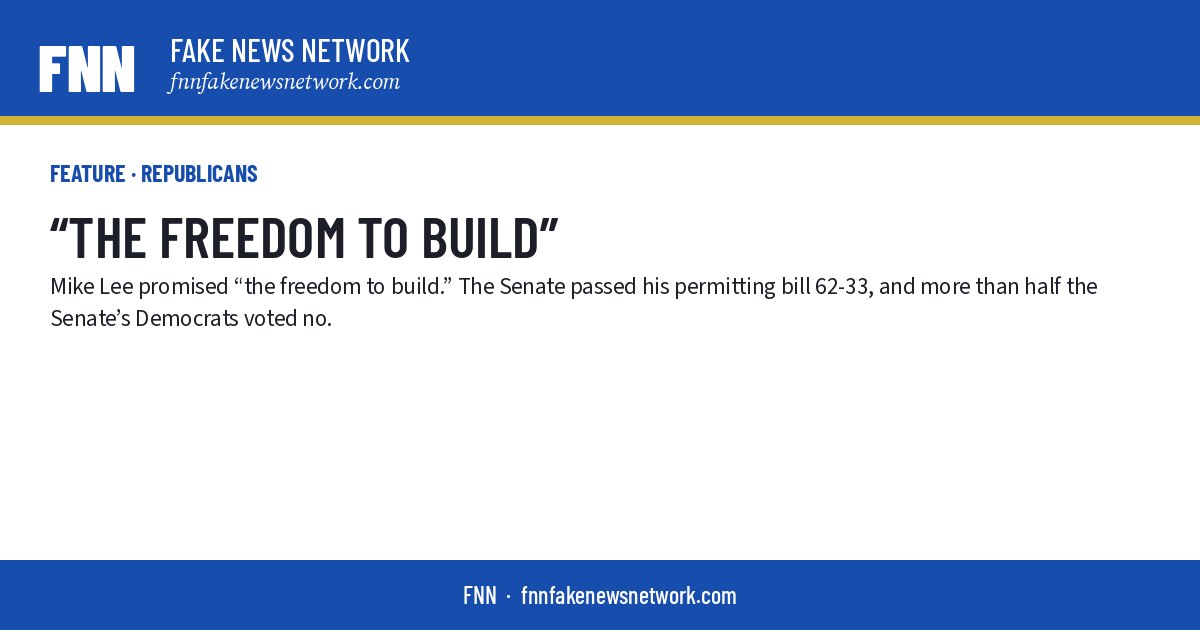 FNN
FAKE NEWS NETWORK
fnnfakenewsnetwork.com
FEATURE · REPUBLICANS
“THE FREEDOM TO BUILD”
Mike Lee promised “the freedom to build.” The Senate passed his permitting bill 62-33, and more than half the
Senate’s Democrats voted no.
FNN · fnnfakenewsnetwork.com